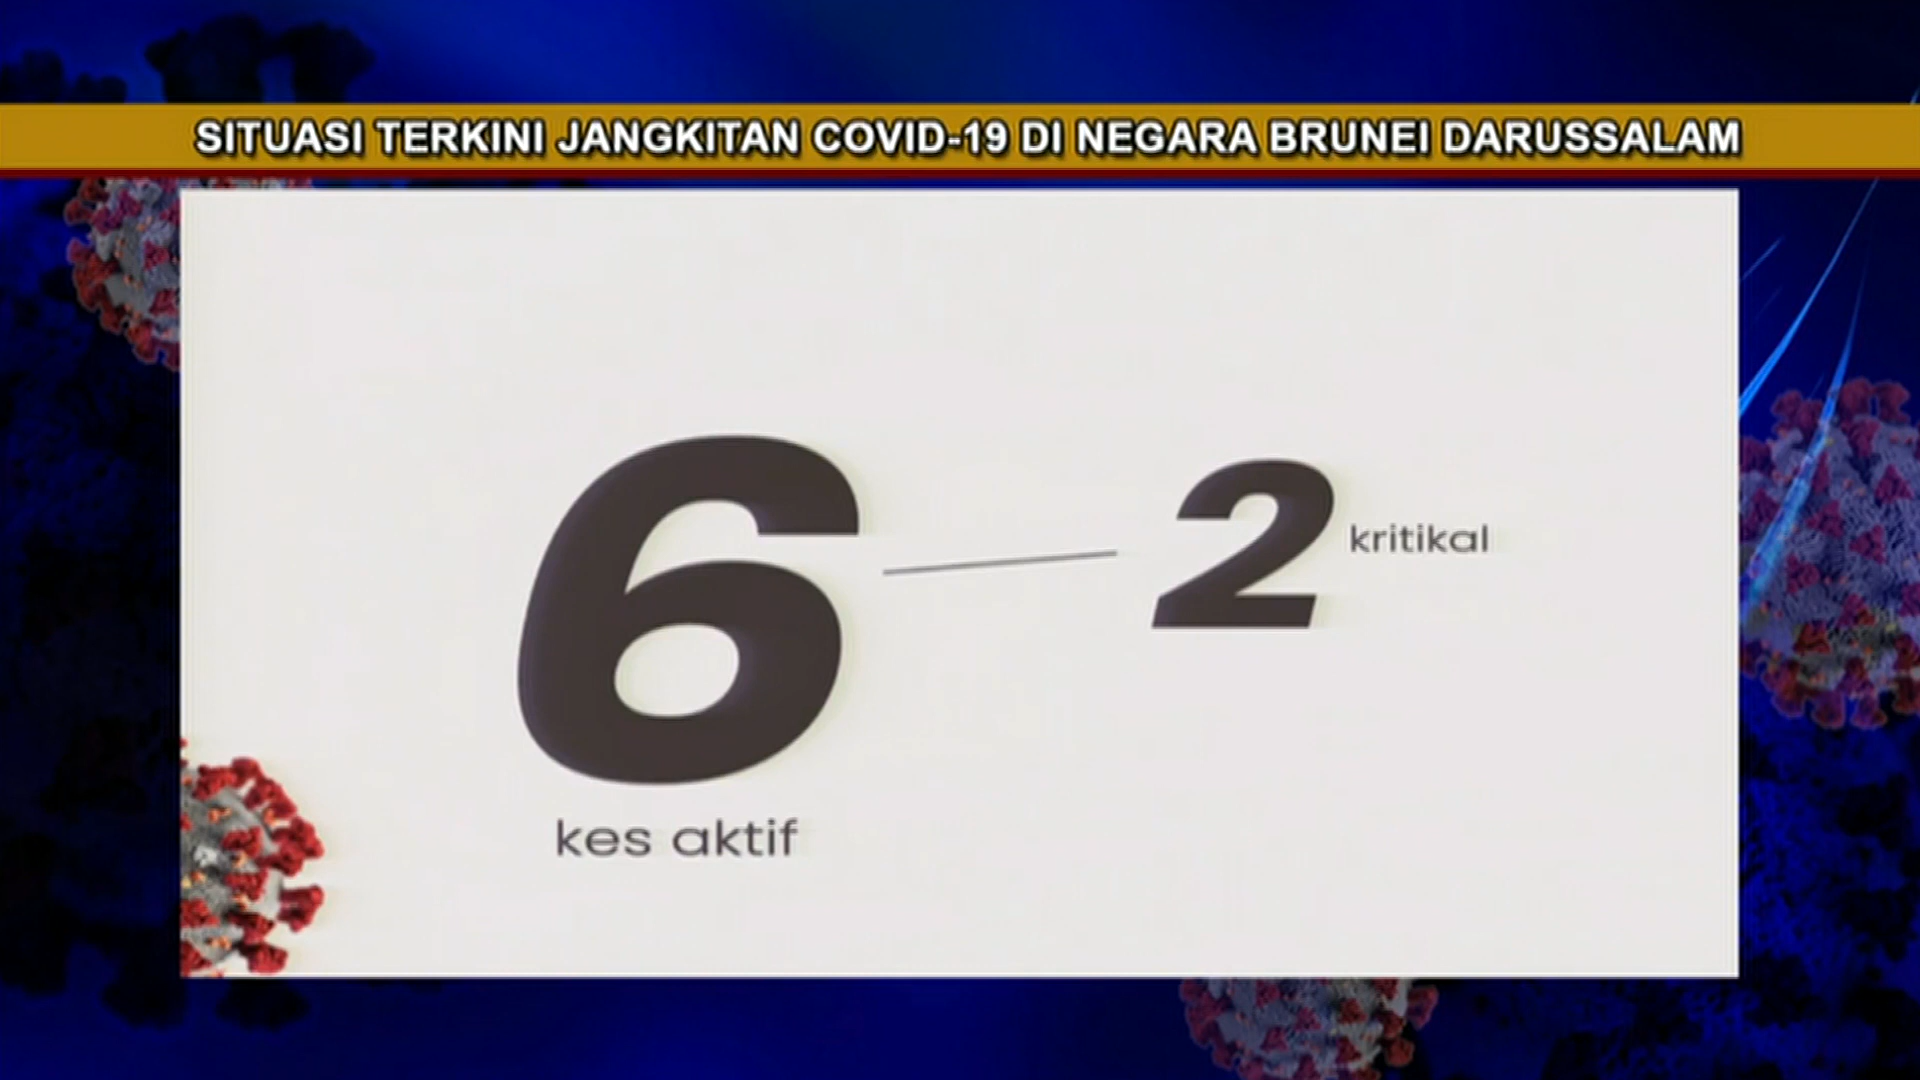 SITUASI TERKINI JANGKITAN COVID-19 DI NEGARA BRUNEI DARUSSALAM
6
2 kritikal
kes aktif